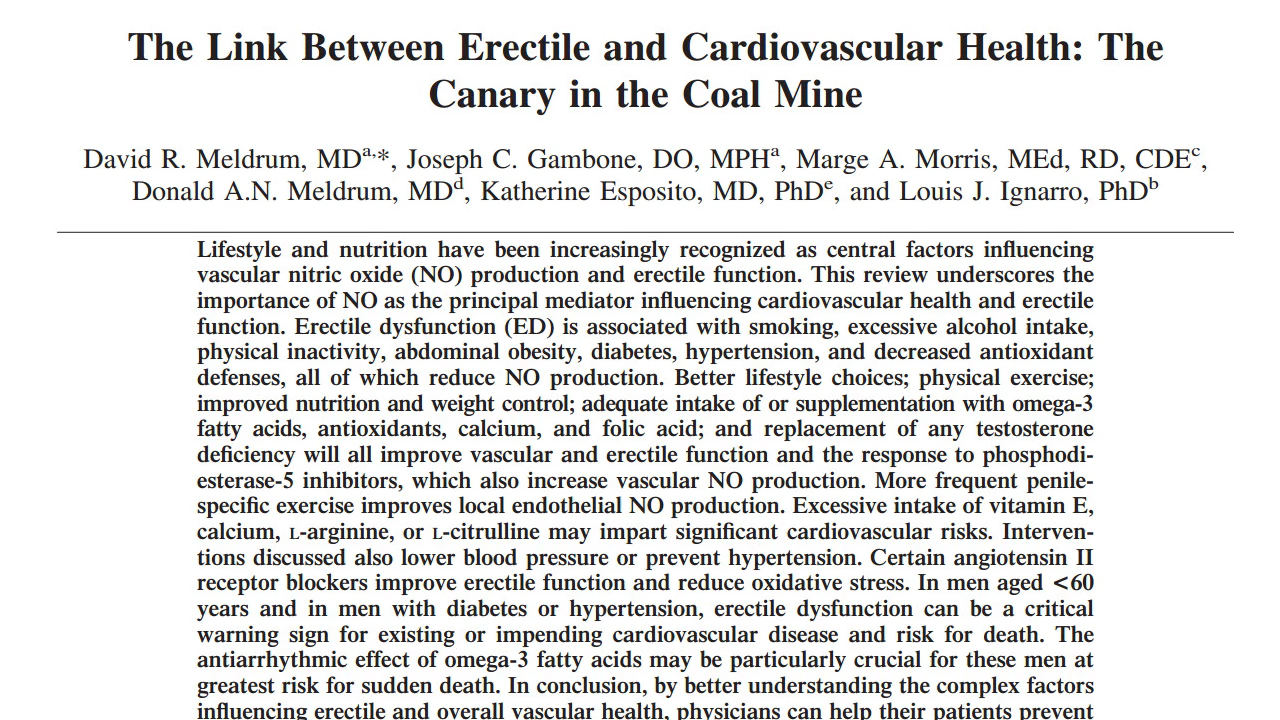 The Link Between Erectile and Cardiovascular Health: The
Canary in the Coal Mine
David R. Meldrum, MDa,*, Joseph C. Gambone, DO, MPHa, Marge A. Morris, MEd, RD, CDEc,
Donald A.N. Meldrum, MDd, Katherine Esposito, MD, PhDe, and Louis J. Ignarro, PhDb
Lifestyle and nutrition have been increasingly recognized as central factors influencing
vascular nitric oxide (NO) production and erectile function. This review underscores the
importance of NO as the principal mediator influencing cardiovascular health and erectile
function. Erectile dysfunction (ED) is associated with smoking, excessive alcohol intake,
physical inactivity, abdominal obesity, diabetes, hypertension, and decreased antioxidant
defenses, all of which reduce NO production. Better lifestyle choices; physical exercise;
improved nutrition and weight control; adequate intake of or supplementation with omega-3
fatty acids, antioxidants, calcium, and folic acid; and replacement of any testosterone
deficiency will all improve vascular and erectile function and the response to phosphodi-
esterase-5 inhibitors, which also increase vascular NO production. More frequent penile-
specific exercise improves local endothelial NO production. Excessive intake of vitamin E,
calcium, L-arginine, or L-citrulline may impart significant cardiovascular risks. Interven-
tions discussed also lower blood pressure or prevent hypertension. Certain angiotensin II
receptor blockers improve erectile function and reduce oxidative stress. In men aged <60
years and in men with diabetes or hypertension, erectile dysfunction can be a critical
warning sign for existing or impending cardiovascular disease and risk for death. The
antiarrhythmic effect of omega-3 fatty acids may be particularly crucial for these men at
greatest risk for sudden death. In conclusion, by better understanding the complex factors
influencing erectile and overall vascular health, physicians can help their patients prevent